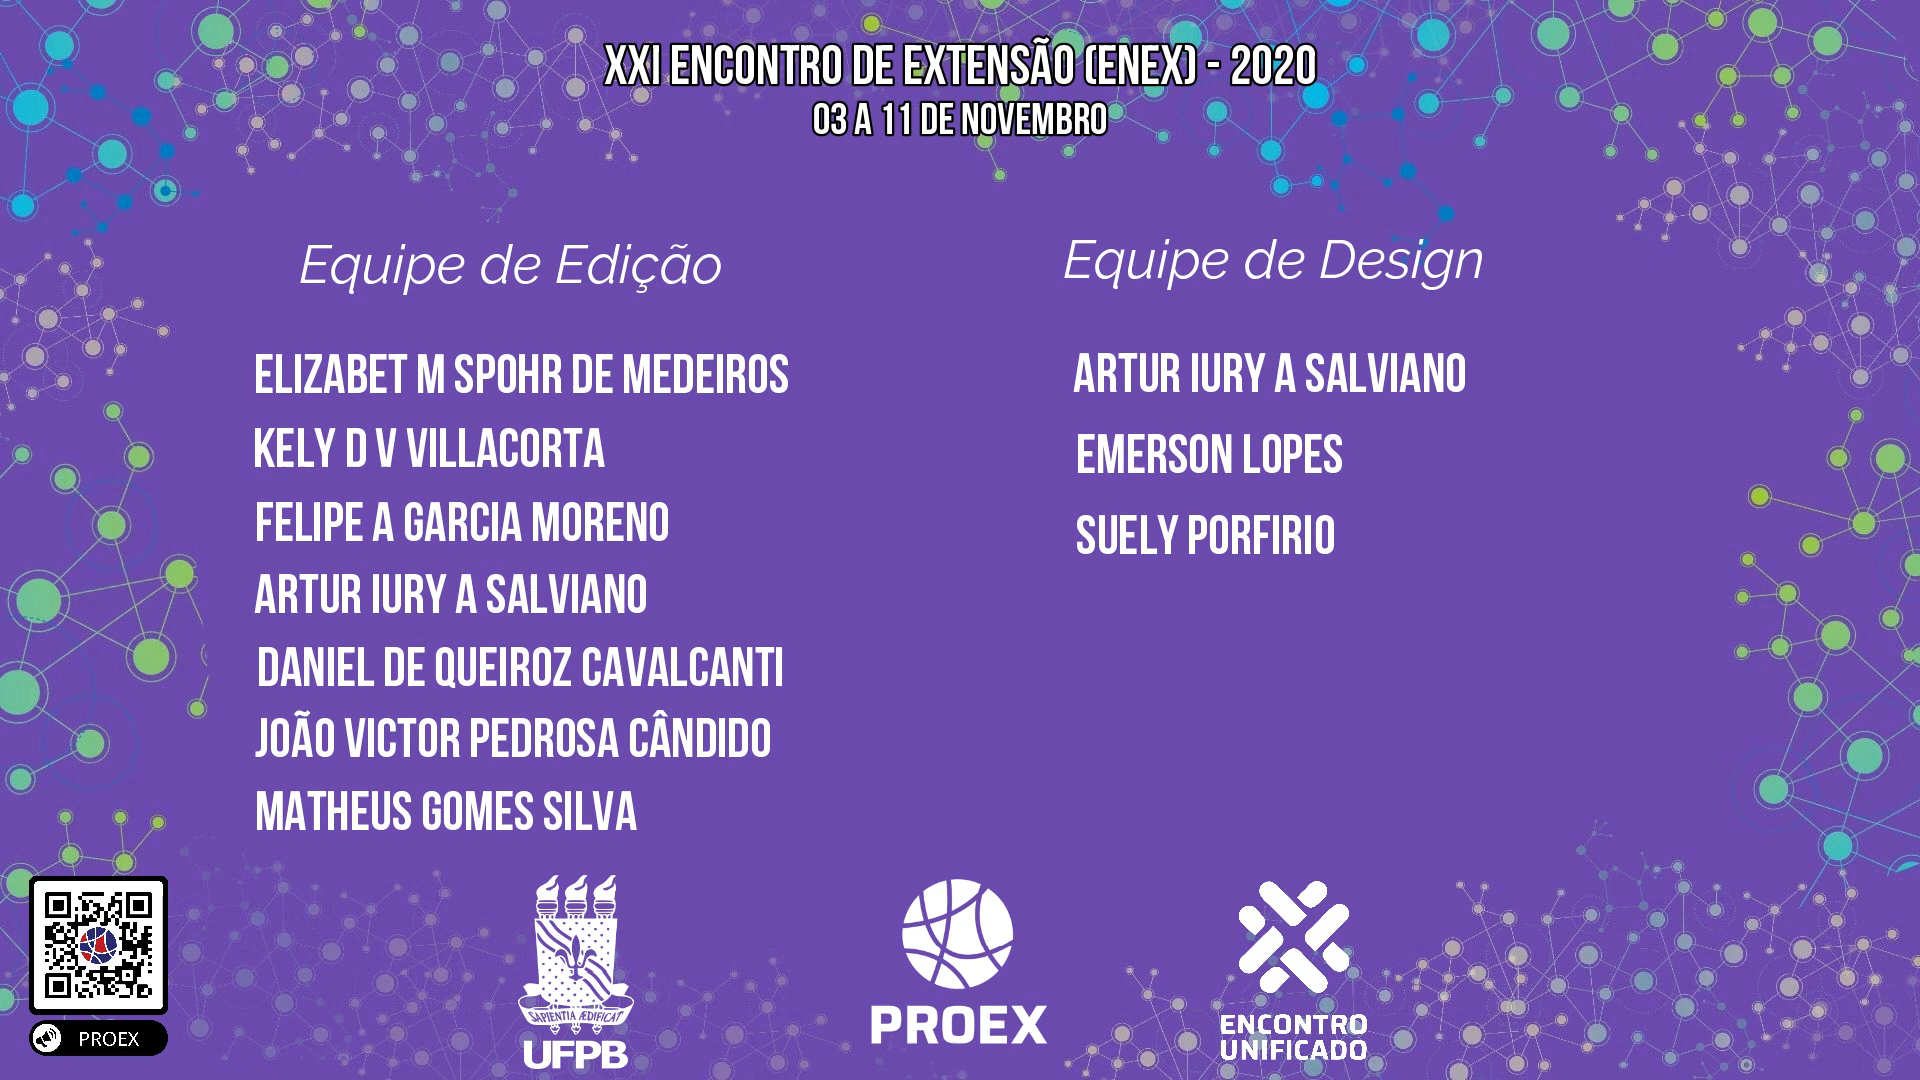 XXI ENCONTRO DE EXTENSÃO (ENEX) - 2020
03 A 11 DE NOVEMBRO
Equipe de Edição
ELIZABET M SPOHR DE MEDEIROS
KELY D V VILLACORTA
FELIPE A GARCIA MORENO
ARTUR IURY A SALVIANO
DANIEL DE QUEIROZ CAVALCANTI
JOÃO VICTOR PEDROSA CÂNDIDO
MATHEUS GOMES SILVA
Equipe de Design
ARTUR IURY A SALVIANO
EMERSON LOPES
SUELY PORFIRIO
PROEX
SAPIENTIA ÆDIFICAT
UFPB
PROEX
ENCONTRO
UNIFICADO